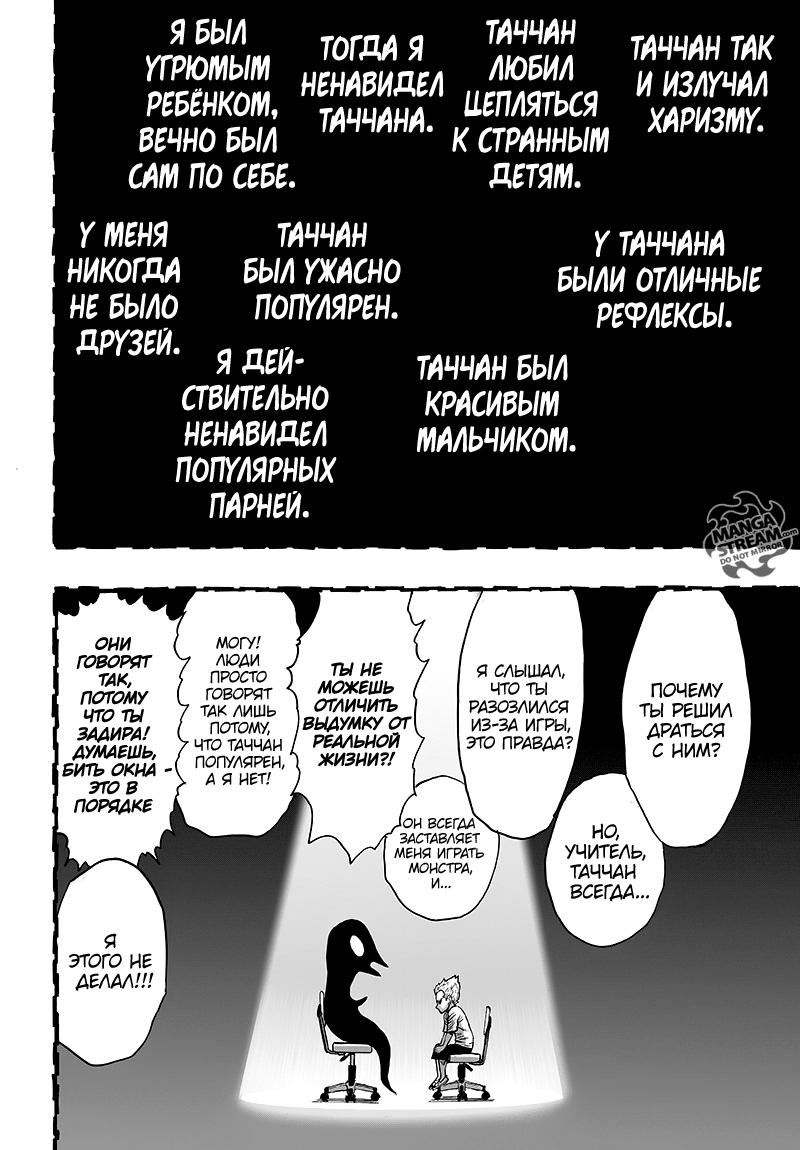 ТАЧЧАН ТАК
И ИЗЛУЧАЛ
ХАРИЗМУ.
ТАЧЧАН
ЛЮБИЛ
ЦЕПЛЯТЬСЯ
К СТРАННЫМ
ДЕТЯМ.
ТОГДА Я
НЕНАВИДЕЛ
ТАЧЧАНА.
Я БЫЛ
УГРЮМЫМ
РЕБЁНКОМ,
ВЕЧНО БЫЛ
САМ ПО СЕБЕ.
У ТАЧЧАНА
БЫЛИ ОТЛИЧНЫЕ
РЕФЛЕКСЫ.
ТАЧЧАН
БЫЛ УЖАСНО
ПОПУЛЯРЕН.
У МЕНЯ
НИКОГДА
НЕ БЫЛО
ДРУЗЕЙ.
ТАЧЧАН БЫЛ
КРАСИВЫМ
МАЛЬЧИКОМ.
Я ДЕЙ-
СТВИТЕЛЬНО
НЕНАВИДЕЛ
ПОПУЛЯРНЫХ
ПАРНЕЙ.
MANGA
STREAM.com
DO NOT MIRROR
ПОЧЕМУ
ТЫ РЕШИЛ
ДРАТЬСЯ
С НИМ?
НО,
УЧИТЕЛЬ,
ТАЧЧАН
ВСЕГДА...
Я СЛЫШАЛ,
ЧТО ТЫ
РАЗОЗЛИЛСЯ
ИЗ-ЗА ИГРЫ,
ЭТО ПРАВДА?
ОН ВСЕГДА
ЗАСТАВЛЯЕТ
МЕНЯ ИГРАТЬ
МОНСТРА,
И...
ТЫ НЕ
МОЖЕШЬ
ОТЛИЧИТЬ
ВЫДУМКУ ОТ
РЕАЛЬНОЙ
ЖИЗНИ?!
МОГУ!
ЛЮДИ
ПРОСТО
ГОВОРЯТ
ТАК ЛИШЬ
ПОТОМУ,
ЧТО ТАЧЧАН
ПОПУЛЯРЕН,
А Я НЕТ!
ОНИ
ГОВОРЯТ
ТАК,
ПОТОМУ
ЧТО ТЫ
ЗАДИРА!
ДУМАЕШЬ,
БИТЬ ОКНА -
ЭТО В
ПОРЯДКЕ
Я
ЭТОГО НЕ
ДЕЛАЛ!!!